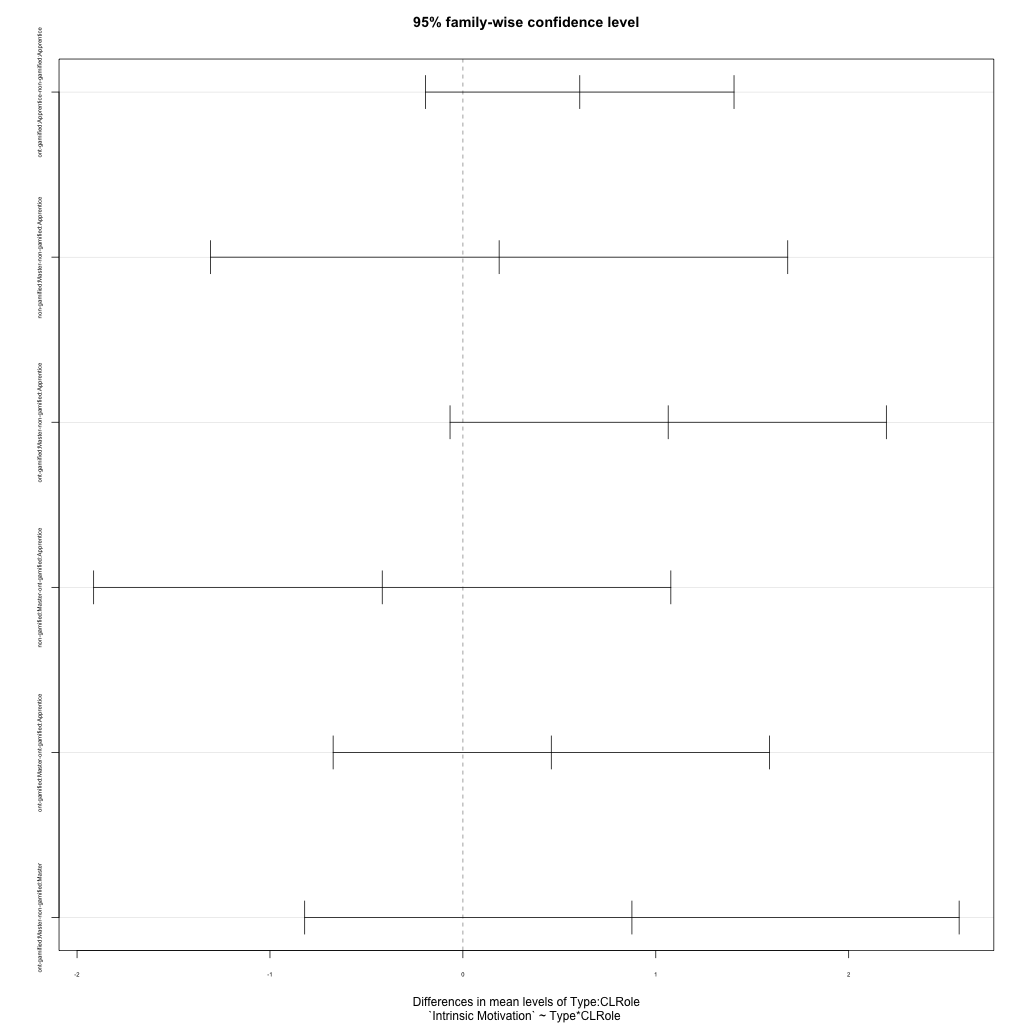 95% family-wise confidence level
ont-gamified:Apprentice-non-gamified:Apprentice
non-gamified:Master-non-gamified:Apprentice
ont-gamified:Master-non-gamified:Apprentice
non-gamified:Master-ont-gamified:Apprentice
ont-gamified:Master-ont-gamified:Apprentice
ont-gamified:Master-non-gamified:Master
-2 -1 0 1 2
Differences in mean levels of Type:CLRole
`Intrinsic Motivation` ~ Type*CLRole